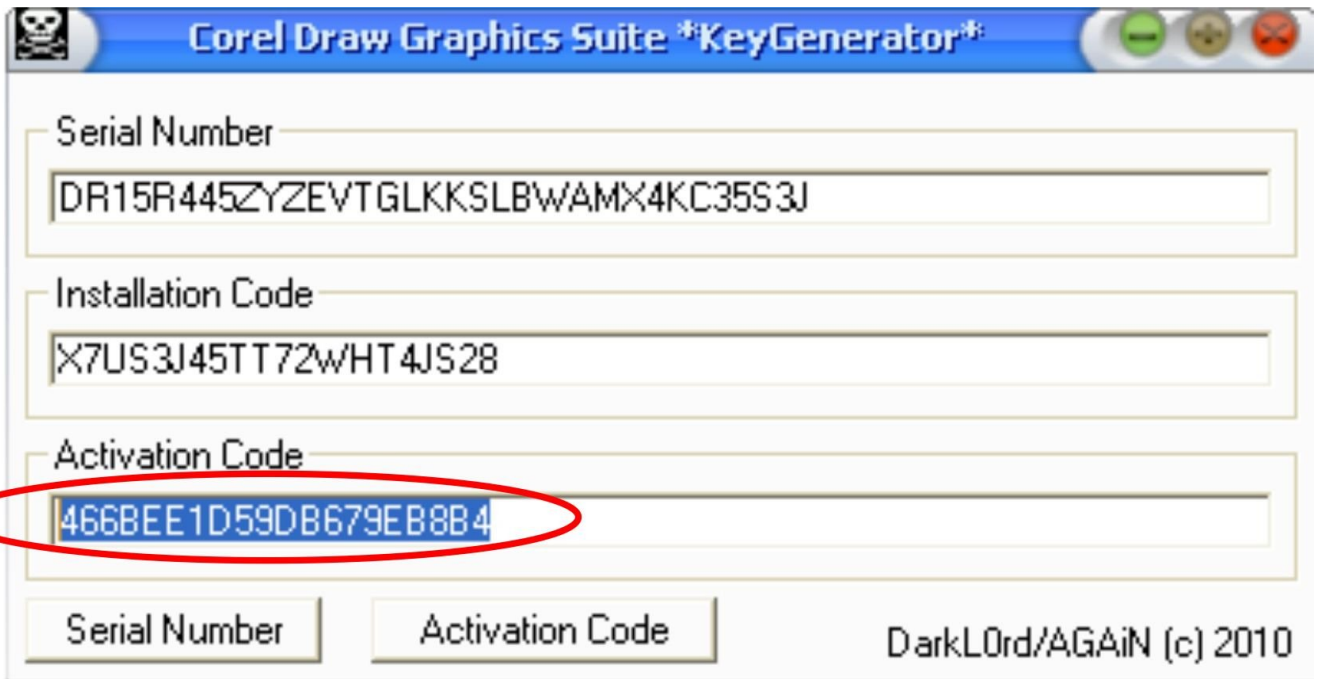 Corel Draw Graphics Suite *KeyGenerator*
Serial Number
DR15R445ZYZEVTGLKKSLBWAMX4KC35S3J
Installation Code
X7US3J45TT72WHT4JS28
Activation Code
466BEE1D59DB679EB8B4
Serial Number Activation Code DarkL0rd/AGAiN (c) 2010